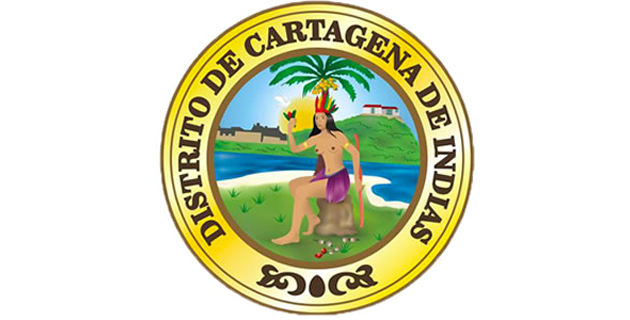 DISTRITO DE CARTAGENA DE INDIAS